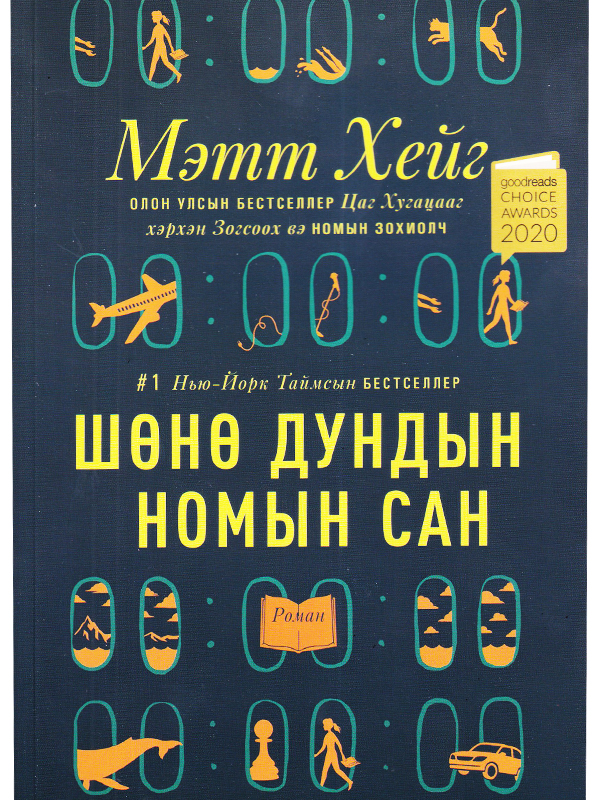 Мэтт Хейг
ОЛОН УЛСЫН БЕСТСЕЛЛЕР Цаг Хугацааг
хэрхэн Зогсоох вэ НОМЫН ЗОХИОЛЧ
goodreads
CHOICE
AWARDS
2020
#1 Нью-Йорк Таймсын БЕСТСЕЛЛЕР
ШӨНӨ ДУНДЫН
НОМЫН САН
Роман